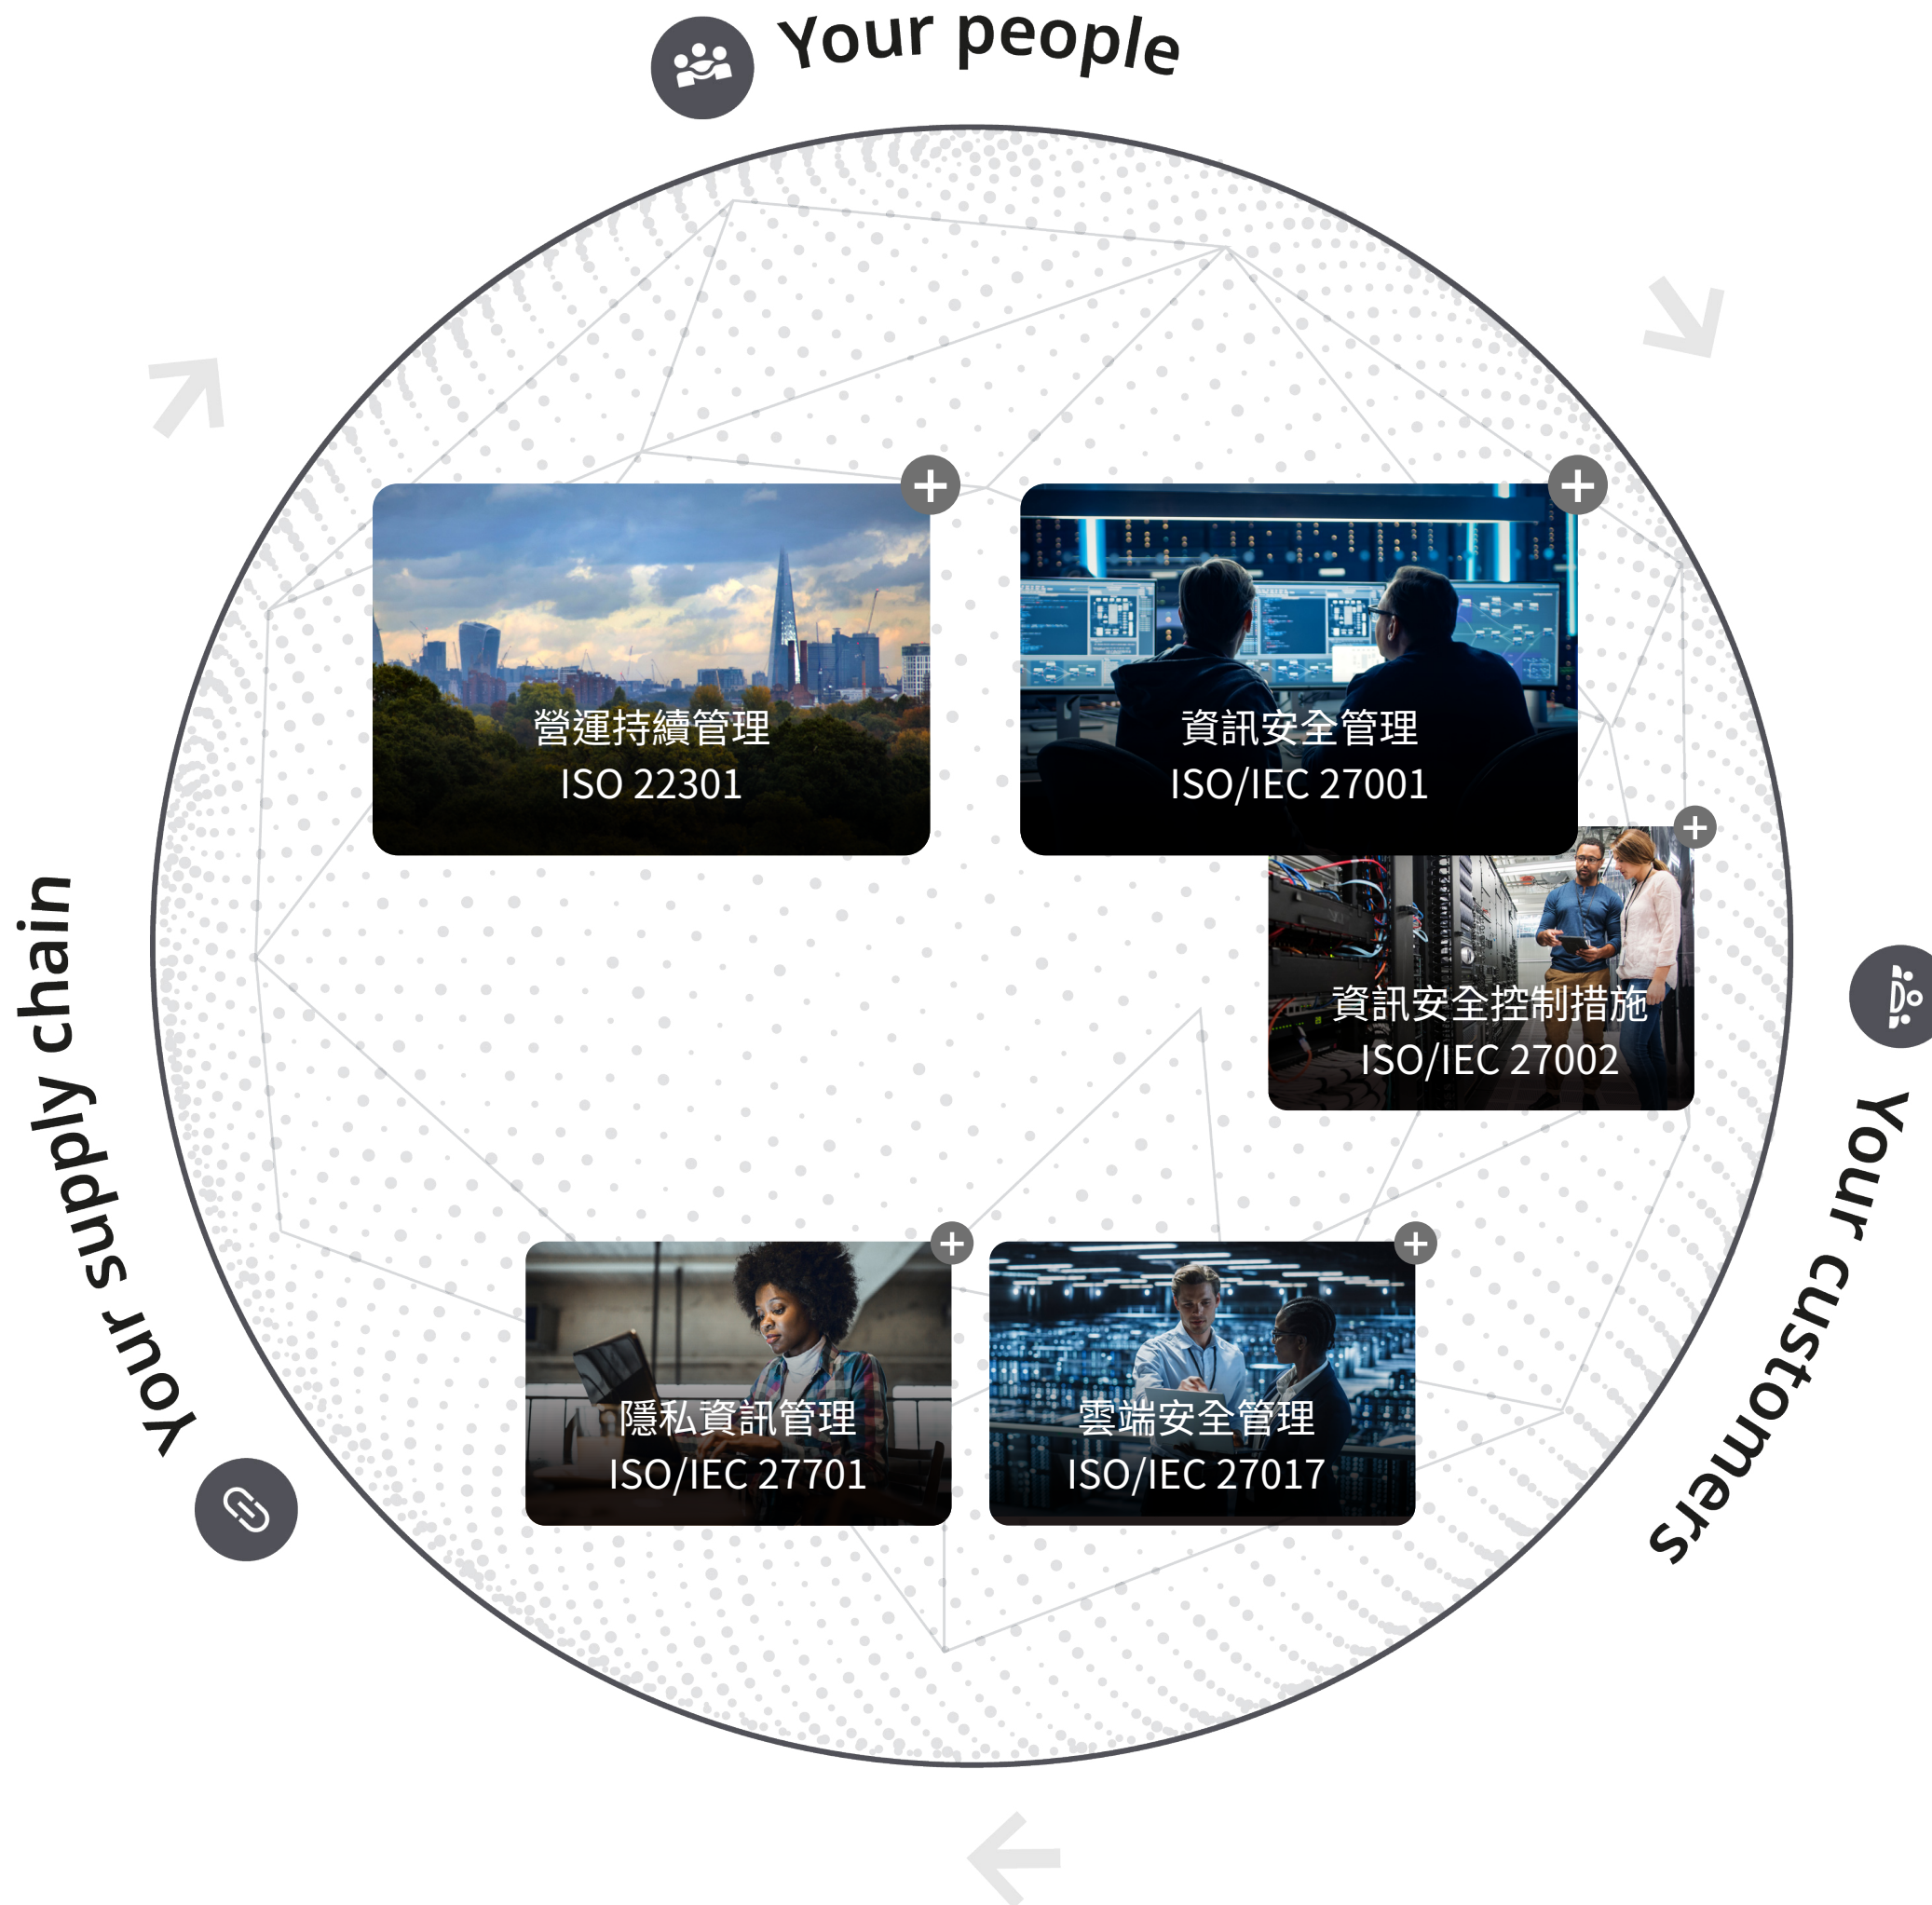 Your people
營運持續管理
ISO 22301
資訊安全管理
ISO/IEC 27001
資訊安全控制措施
ISO/IEC 27002
Your supply chain
Your customers
隱私資訊管理
ISO/IEC 27701
雲端安全管理
ISO/IEC 27017